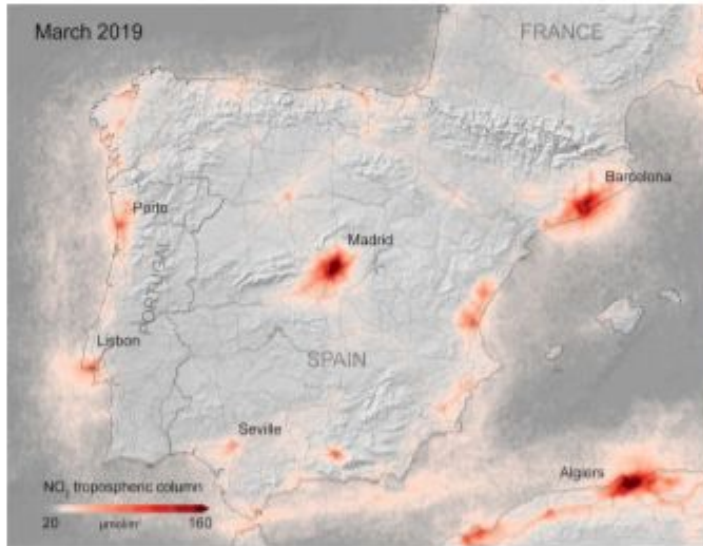 March 2019
FRANCE
Barcelona
Porto
Madrid
PORTUGAL
Lisbon
SPAIN
Seville
Algiers
NO₂ tropospheric column
20
160